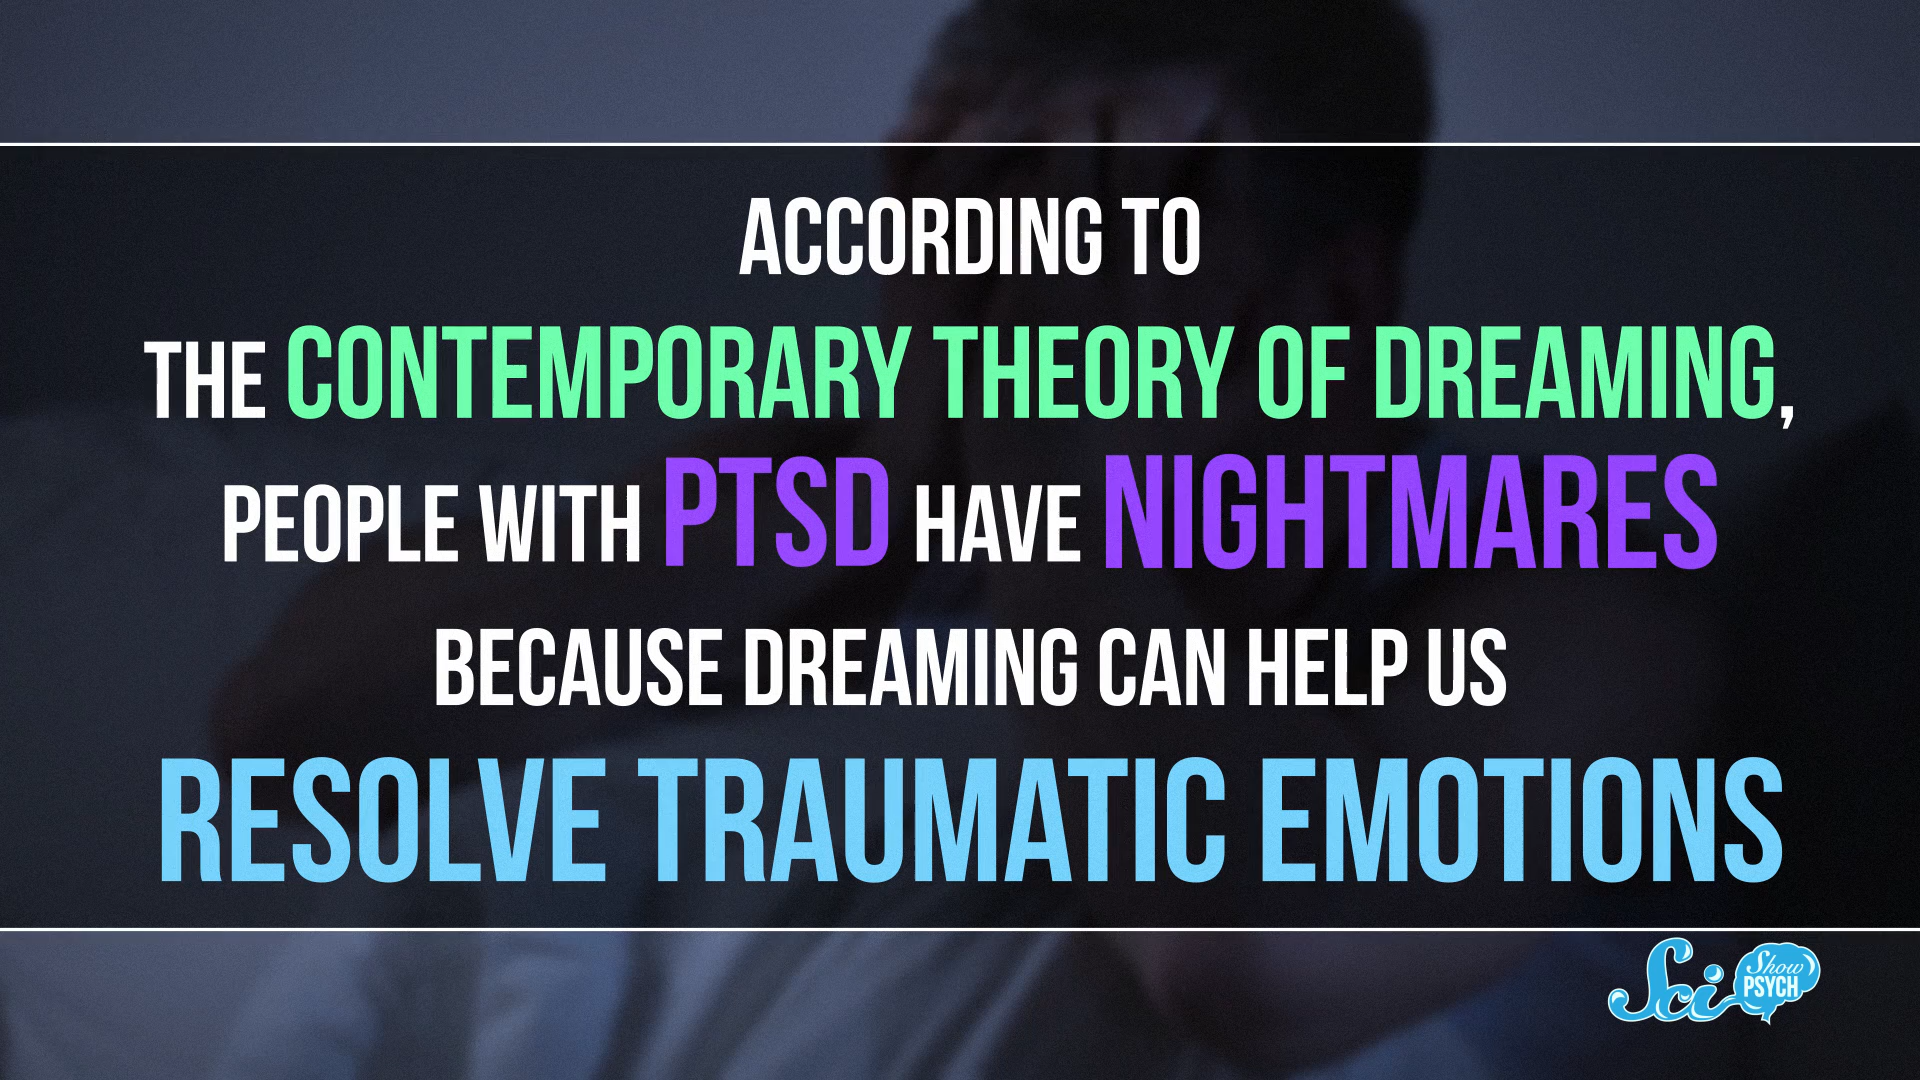 ACCORDING TO
THE CONTEMPORARY THEORY OF DREAMING,
PEOPLE WITH PTSD HAVE NIGHTMARES
BECAUSE DREAMING CAN HELP US
RESOLVE TRAUMATIC EMOTIONS
Sci Show
PSYCH